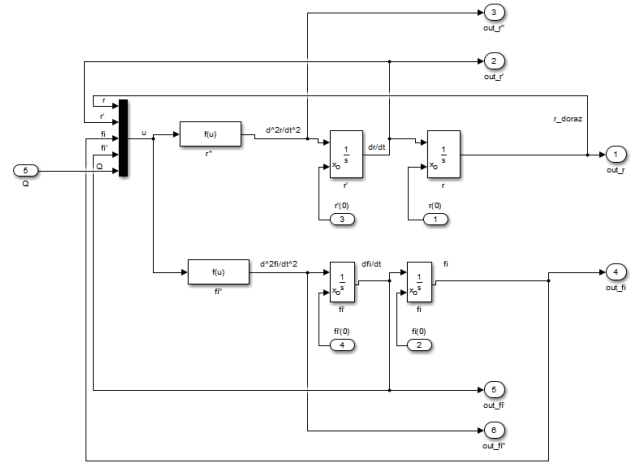 3
out_r''
2
out_r'
r
r'
fi
fi'
Q
u
5
Q
f(u)
r''
d^2r/dt^2
1
s
xo
r'
dr/dt
1
s
xo
r
r_doraz
1
out_r
r'(0)
3
r(0)
1
f(u)
fi''
d^2fi/dt^2
1
s
xo
fi'
dfi/dt
1
s
xo
fi
fi
4
out_fi
fi'(0)
4
fi(0)
2
5
out_fi'
6
out_fi''